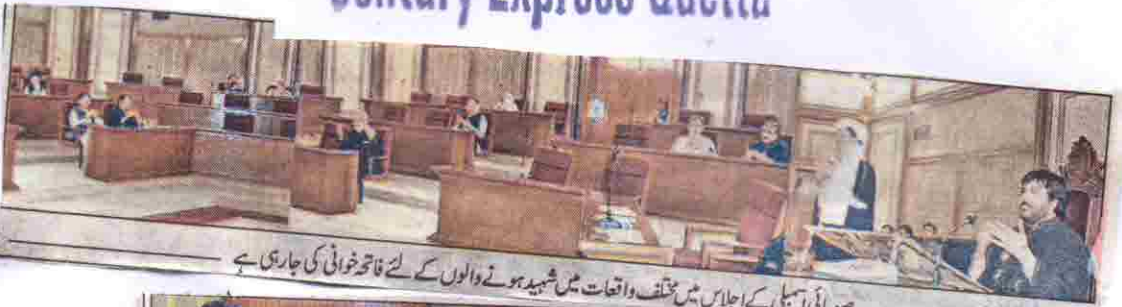 Century Express Quetta
صوبائی اسمبلی کے اجلاس میں مختلف واقعات میں شہید ہونے والوں کے لئے فاتحہ خوانی کی جارہی ہے